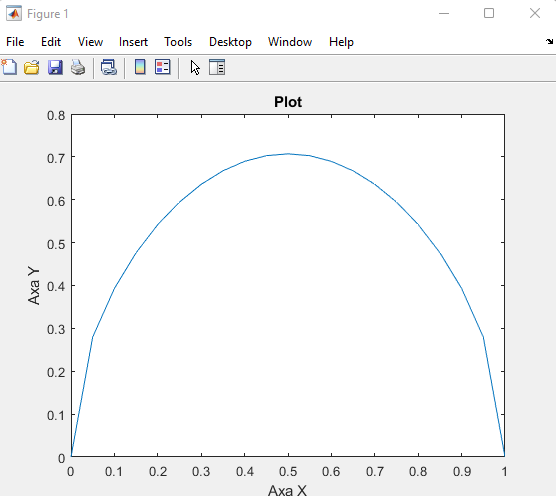 Figure 1
File Edit View Insert Tools Desktop Window Help
Plot
0.8
0.7
0.6
0.5
0.4
0.3
0.2
0.1
0
Axa Y
0 0.1 0.2 0.3 0.4 0.5 0.6 0.7 0.8 0.9 1
Axa X